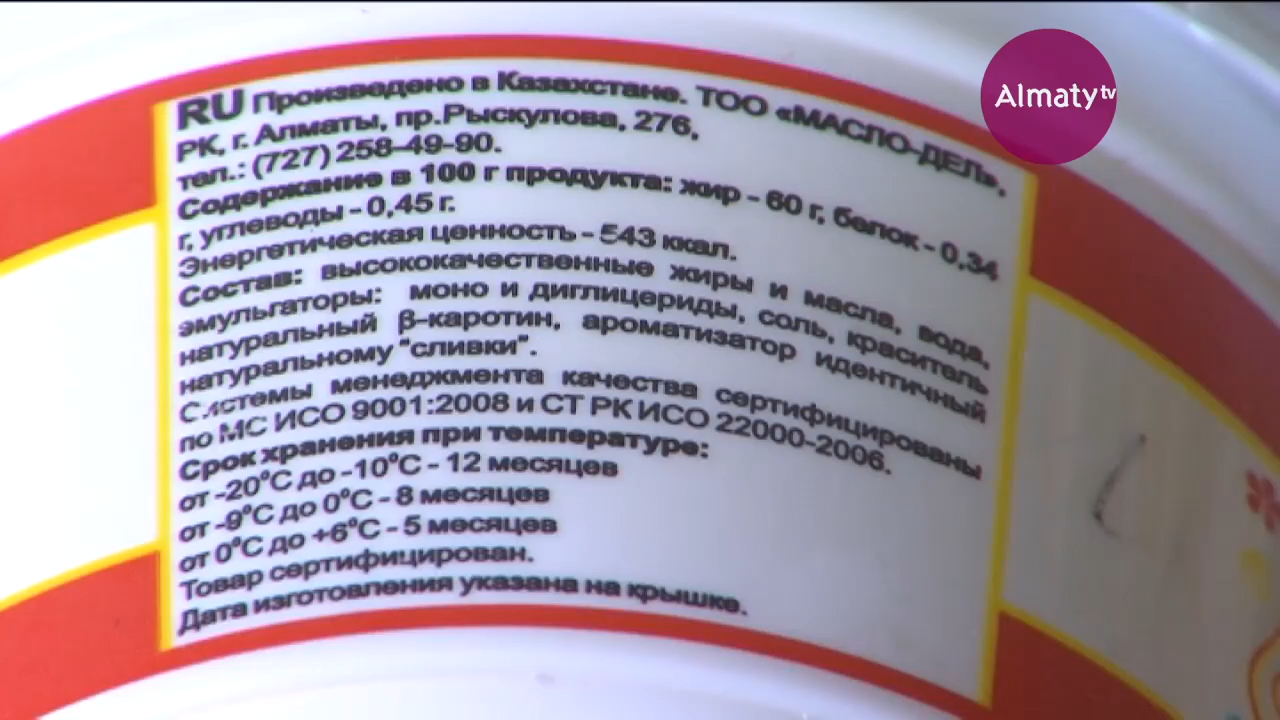 RU Произведено в Казахстане. ТОО «МАСЛО-ДЕЛ»,
РК, г. Алматы, пр.Рыскулова, 276,
тел.: (727) 258-49-90.
Содержание в 100 г продукта: жир - 60 г, белок - 0,34
г, углеводы - 0,45 г.
Энергетическая ценность - 543 ккал.
Состав: высококачественные жиры и масла, вода,
эмульгаторы: моно и диглицериды, соль, краситель
натуральный β-каротин, ароматизатор идентичный
натуральному "сливки".
Системы менеджмента качества сертифицированы
по МС ИСО 9001:2008 и СТ РК ИСО 22000-2006.
Срок хранения при температуре:
от -20°C до -10°C - 12 месяцев
от -9°C до 0°C - 8 месяцев
от 0°C до +6°C - 5 месяцев
Товар сертифицирован.
Дата изготовления указана на крышке.
Almaty tv